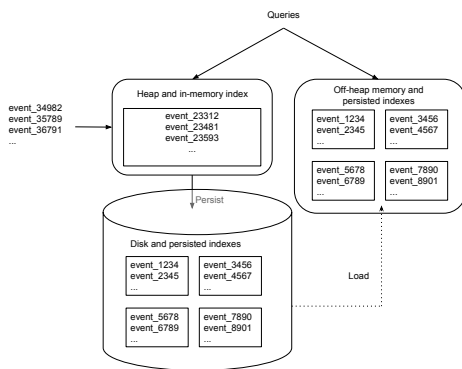 Queries
event_34982
event_35789
event_36791
...
Heap and in-memory index
event_23312
event_23481
event_23593
...
Off-heap memory and
persisted indexes
event_1234
event_2345
...
event_3456
event_4567
...
event_5678
event_6789
...
event_7890
event_8901
...
Persist
Disk and persisted indexes
event_1234
event_2345
...
event_3456
event_4567
...
event_5678
event_6789
...
event_7890
event_8901
...
Load